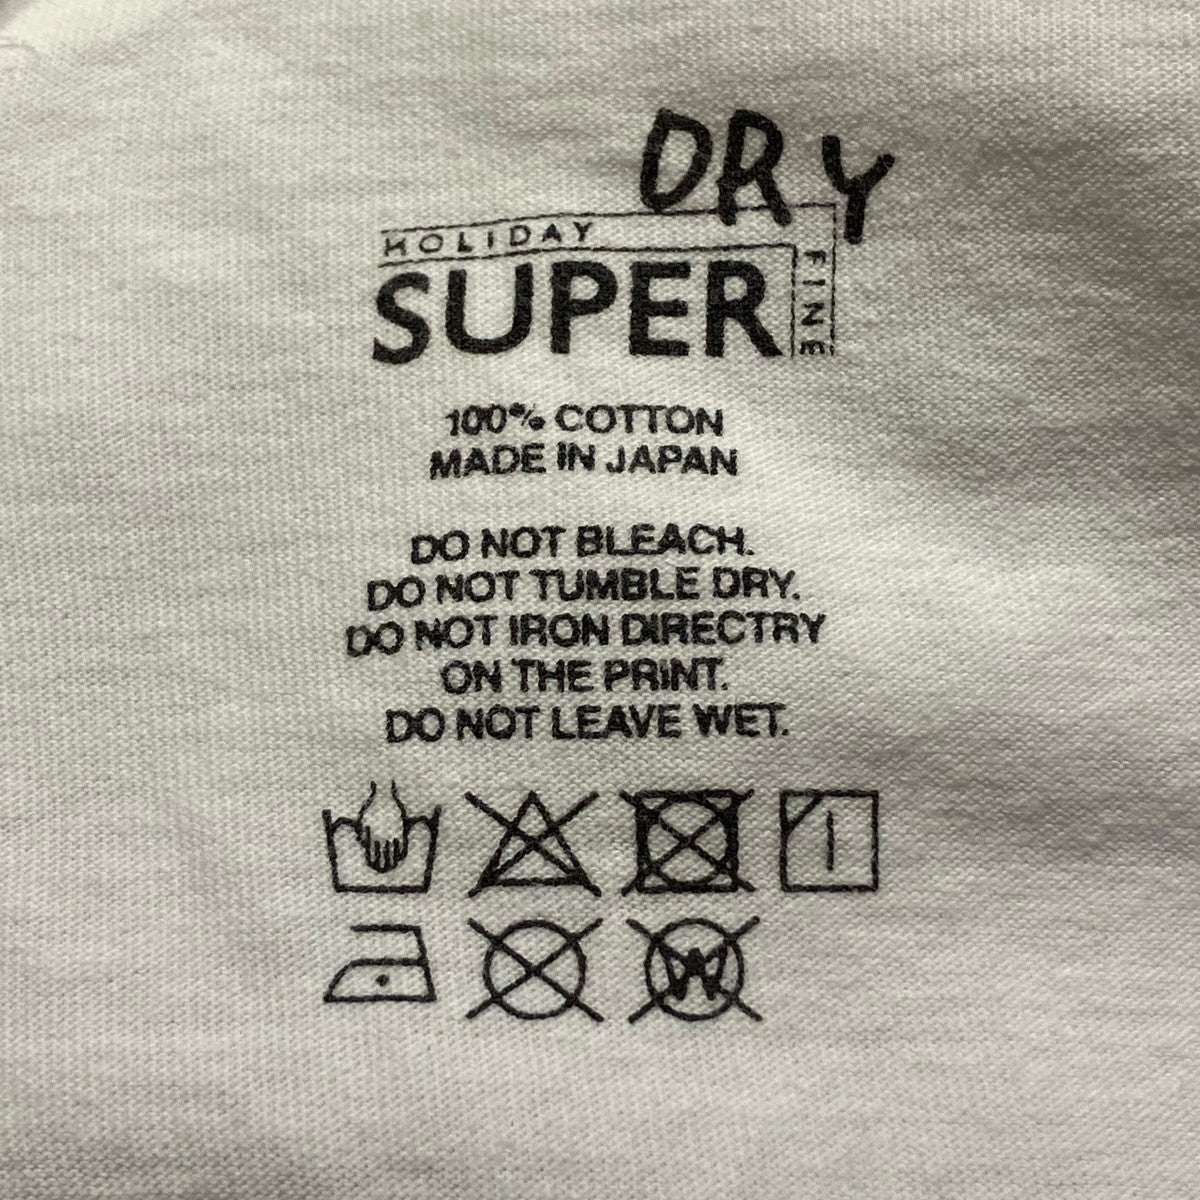 DRY
HOLIDAY
SUPER
FINE
100% COTTON
MADE IN JAPAN
DO NOT BLEACH.
DO NOT TUMBLE DRY.
DO NOT IRON DIRECTRY
ON THE PRINT.
DO NOT LEAVE WET.
W